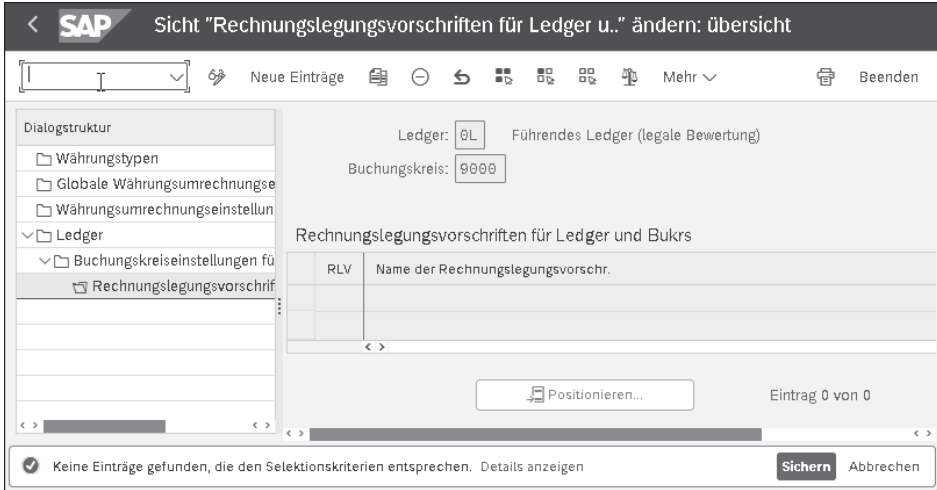 SAP Sicht "Rechnungslegungsvorschriften für Ledger u.." ändern: übersicht
Neue Einträge Mehr Beenden
Dialogstruktur
Währungstypen
Globale Währungsumrechnungse
Währungsumrechnungseinstellun
Ledger
Buchungskreiseinstellungen fü
Rechnungslegungsvorschrif
Ledger: 0L Führendes Ledger (legale Bewertung)
Buchungskreis: 9000
Rechnungslegungsvorschriften für Ledger und Bukrs
RLV Name der Rechnungslegungsvorschr.
Positionieren... Eintrag 0 von 0
Keine Einträge gefunden, die den Selektionskriterien entsprechen. Details anzeigen Sichern Abbrechen